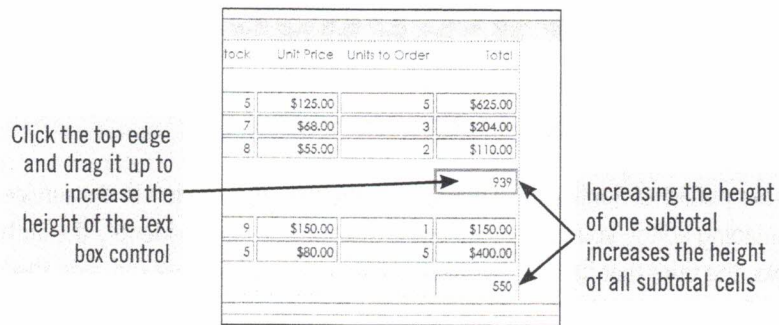 tock Unit Price Units to Order Total
5 $125.00 5 $625.00
7 $68.00 3 $204.00
8 $55.00 2 $110.00
939
9 $150.00 1 $150.00
5 $80.00 5 $400.00
550
Click the top edge
and drag it up to
increase the
height of the text
box control
Increasing the height
of one subtotal
increases the height
of all subtotal cells